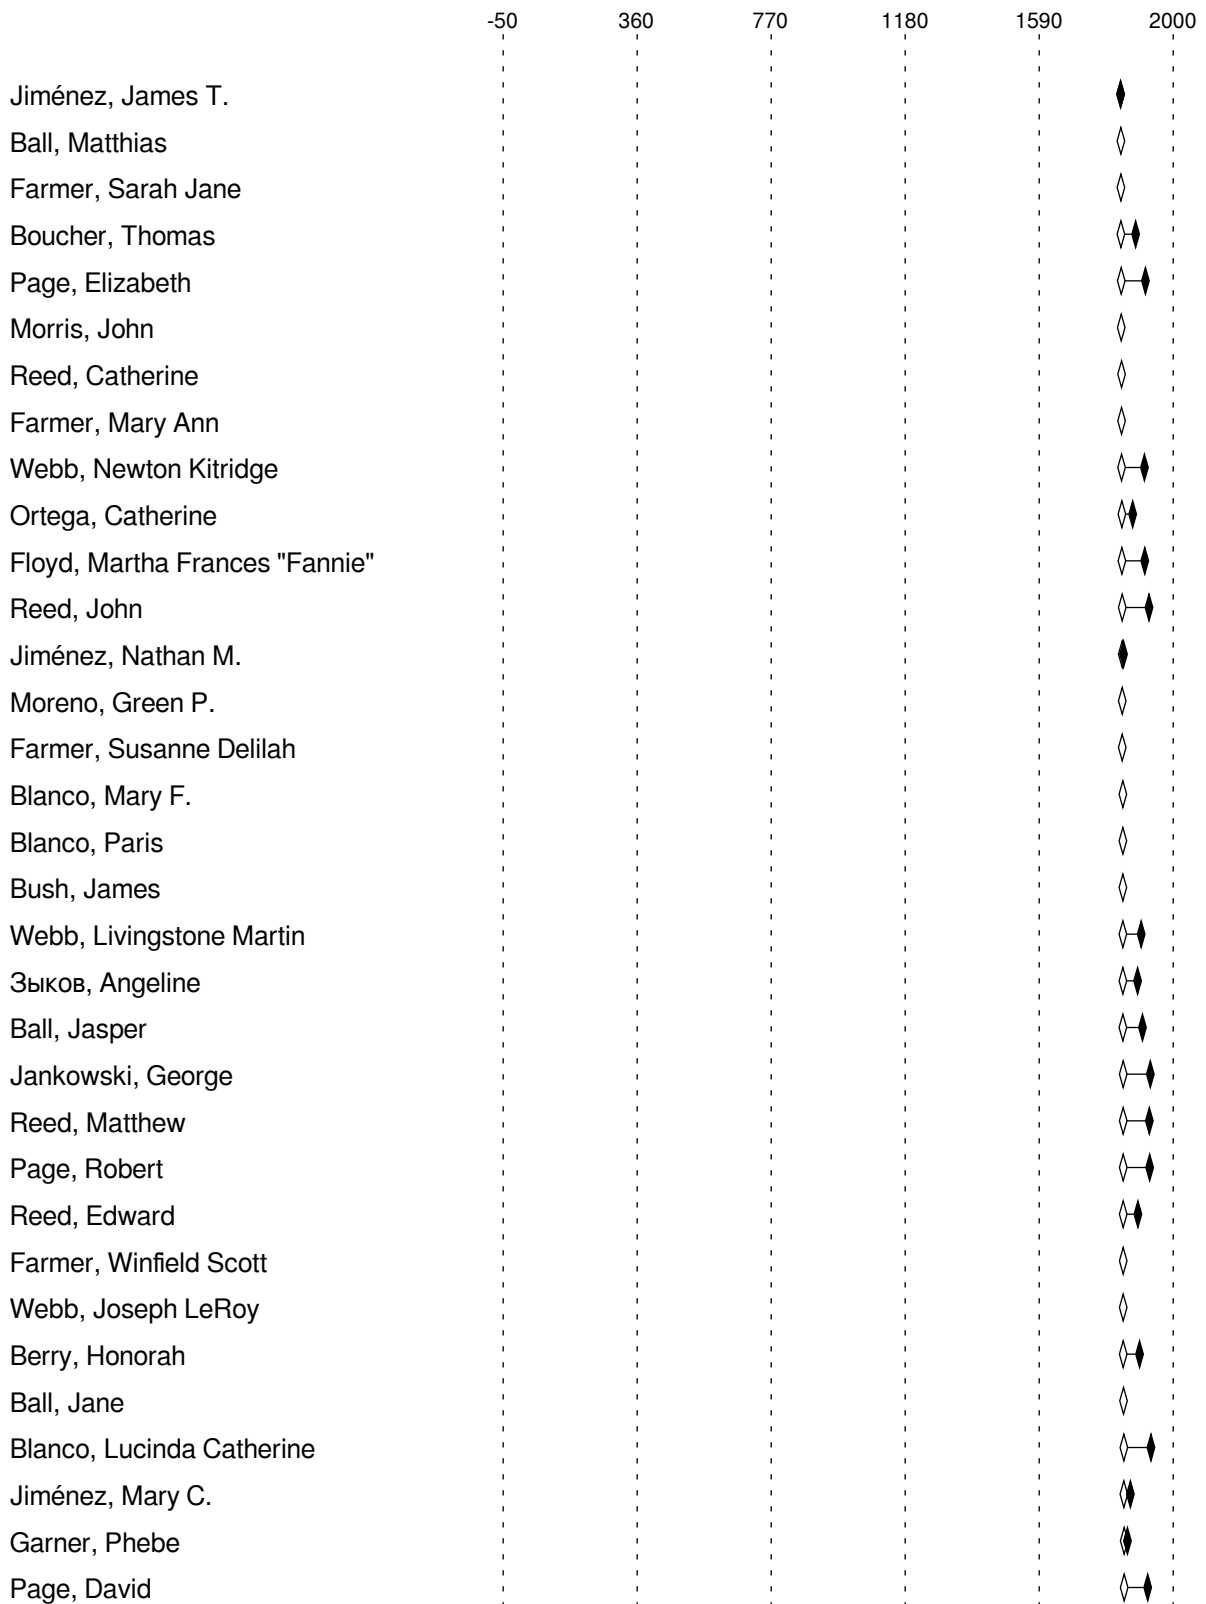 -50 360 770 1180 1590 2000
Jiménez, James T.
Ball, Matthias
Farmer, Sarah Jane
Boucher, Thomas
Page, Elizabeth
Morris, John
Reed, Catherine
Farmer, Mary Ann
Webb, Newton Kitridge
Ortega, Catherine
Floyd, Martha Frances "Fannie"
Reed, John
Jiménez, Nathan M.
Moreno, Green P.
Farmer, Susanne Delilah
Blanco, Mary F.
Blanco, Paris
Bush, James
Webb, Livingstone Martin
Зыков, Angeline
Ball, Jasper
Jankowski, George
Reed, Matthew
Page, Robert
Reed, Edward
Farmer, Winfield Scott
Webb, Joseph LeRoy
Berry, Honorah
Ball, Jane
Blanco, Lucinda Catherine
Jiménez, Mary C.
Garner, Phebe
Page, David